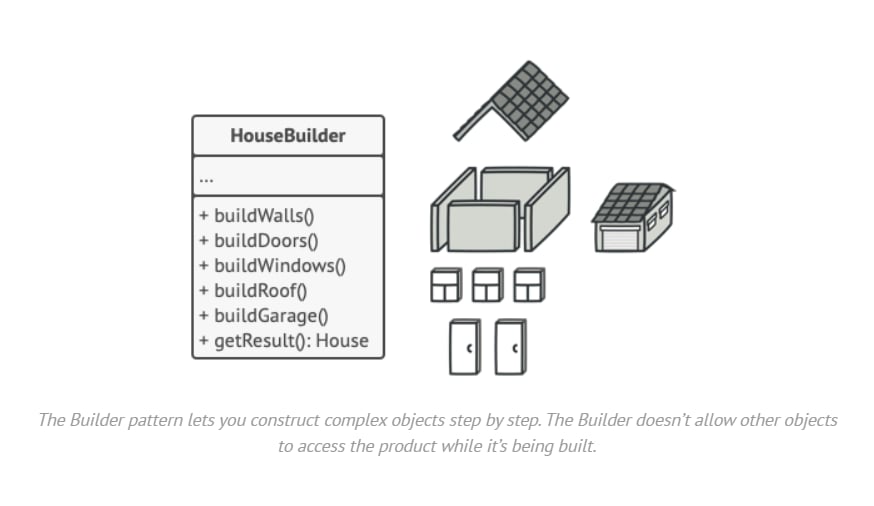 HouseBuilder
...
+ buildWalls()
+ buildDoors()
+ buildWindows()
+ buildRoof()
+ buildGarage()
+ getResult(): House
The Builder pattern lets you construct complex objects step by step. The Builder doesn’t allow other objects
to access the product while it’s being built.